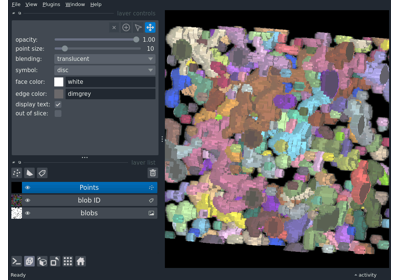 File View Plugins Window Help
layer controls
opacity: 1.00
point size: 10
blending: translucent
symbol: disc
face color: white
edge color: dimgrey
display text:
out of slice:
layer list
Points
blob ID
blobs
Ready
activity